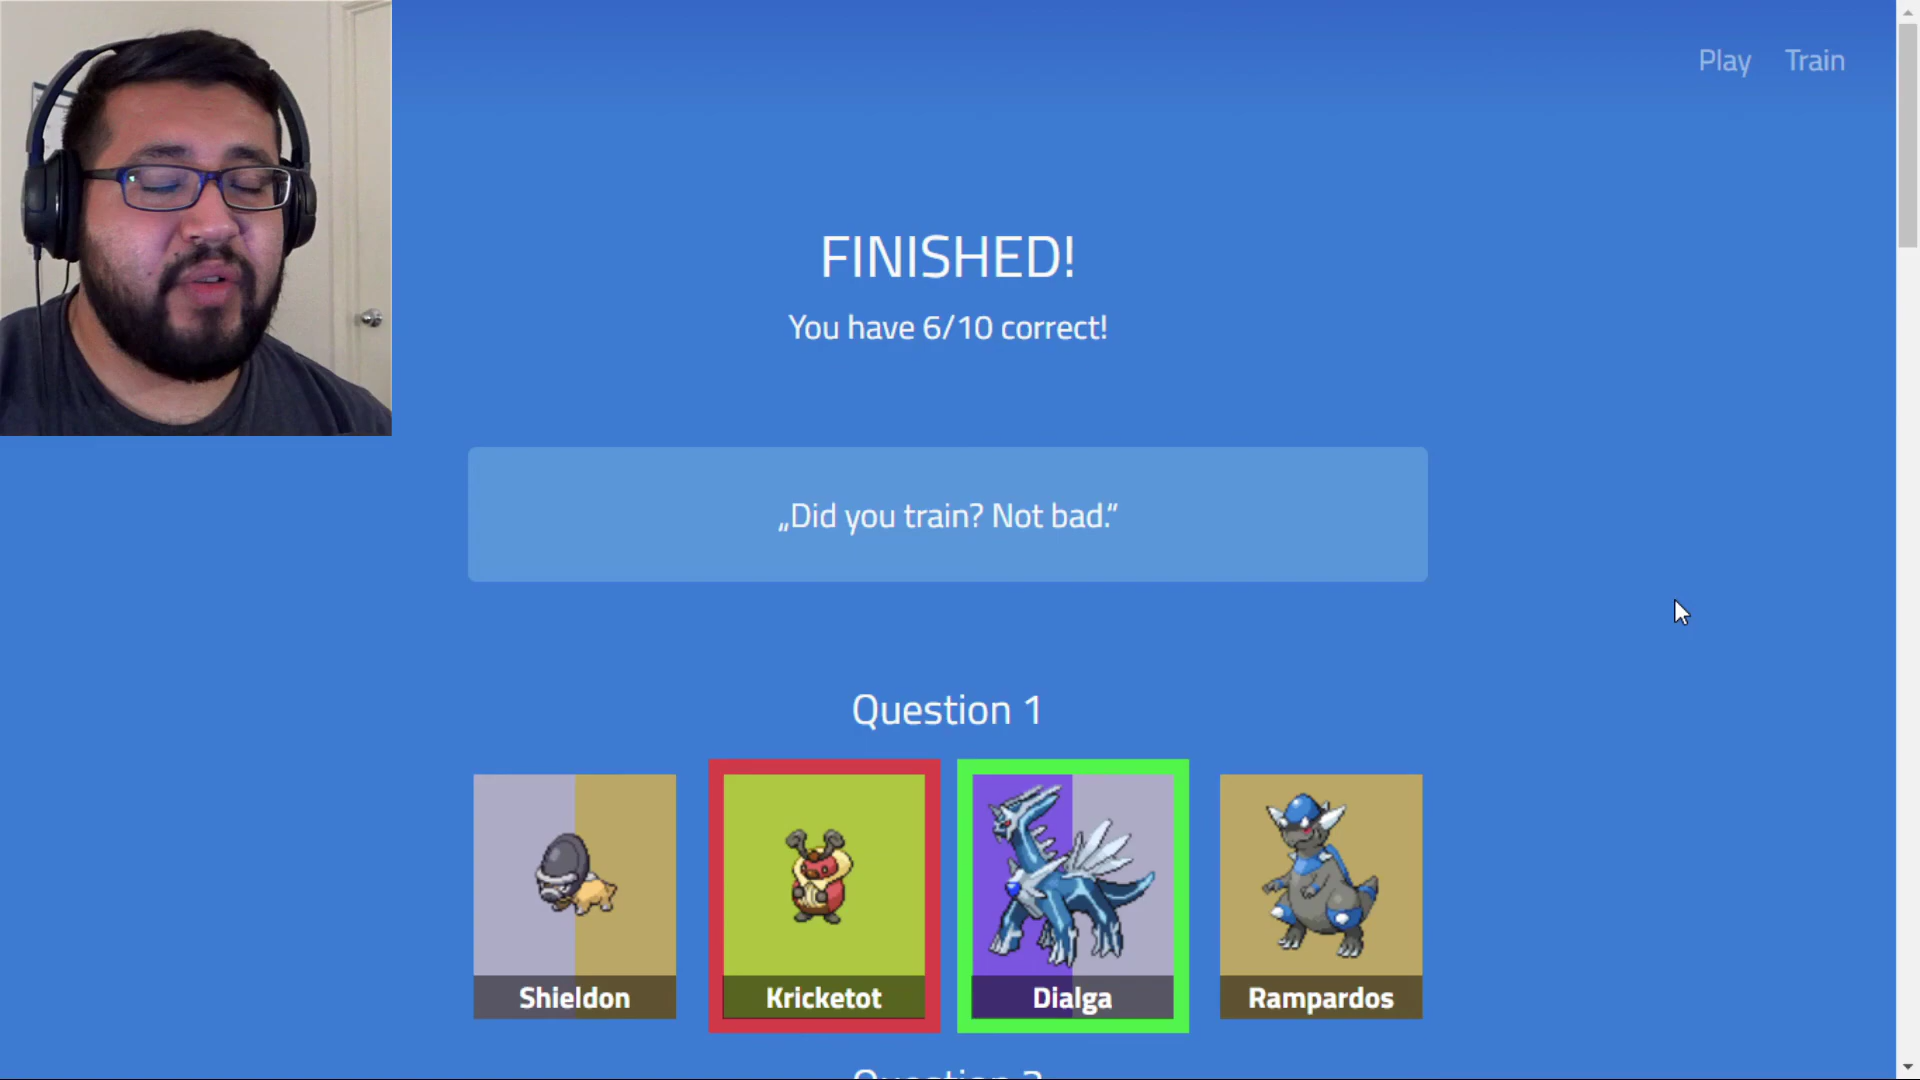 Play Train
FINISHED!
You have 6/10 correct!
„Did you train? Not bad.“
Question 1
Shieldon Kricketot Dialga Rampardos